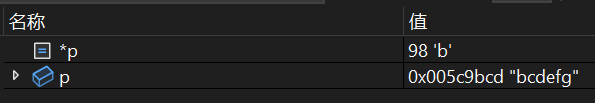 名称 值
*p 98 'b'
p 0x005c9bcd "bcdefg"